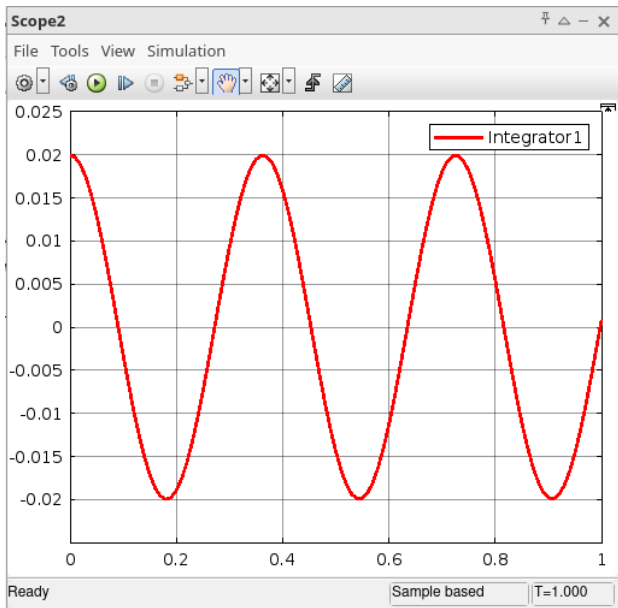 Scope2
File Tools View Simulation
Integrator1
0.025
0.02
0.015
0.01
0.005
0
-0.005
-0.01
-0.015
-0.02
0 0.2 0.4 0.6 0.8 1
Ready Sample based T=1.000